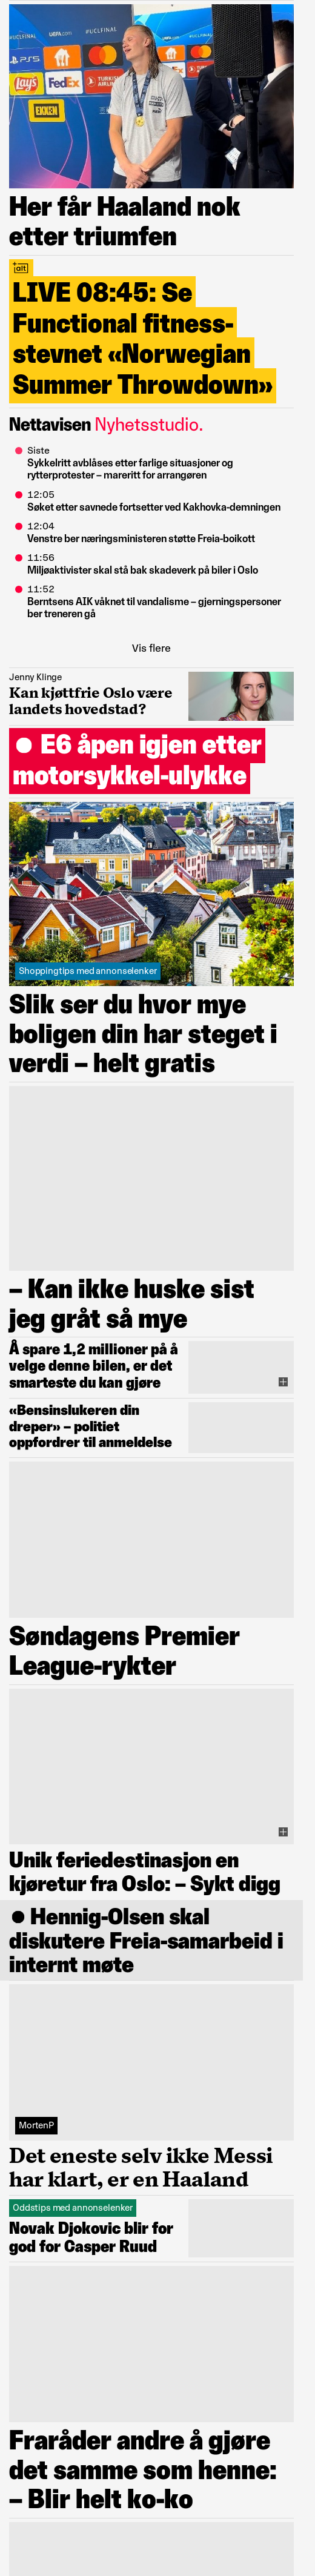 #UCLFINAL
#UCLFINAL
Lay's
FedEx
TURKISH
AIRLINES
Her får Haaland nok
etter triumfen
+alt
LIVE 08:45: Se
Functional fitness-
stevnet «Norwegian
Summer Throwdown»
Nettavisen Nyhetsstudio.
Siste
Sykkelritt avblåses etter farlige situasjoner og
rytterprotester – mareritt for arrangøren
12:05
Søket etter savnede fortsetter ved Kakhovka-demningen
12:04
Venstre ber næringsministeren støtte Freia-boikott
11:56
Miljøaktivister skal stå bak skadeverk på biler i Oslo
11:52
Berntsens AIK våknet til vandalisme – gjerningspersoner
ber treneren gå
Vis flere
Jenny Klinge
Kan kjøttfrie Oslo være
landets hovedstad?
E6 åpen igjen etter
motorsykkel-ulykke
Shoppingtips med annonselenker
Slik ser du hvor mye
boligen din har steget i
verdi – helt gratis
– Kan ikke huske sist
jeg gråt så mye
Å spare 1,2 millioner på å
velge denne bilen, er det
smarteste du kan gjøre
«Bensinslukeren din
dreper» – politiet
oppfordrer til anmeldelse
Søndagens Premier
League-rykter
Unik feriedestinasjon en
kjøretur fra Oslo: – Sykt digg
Hennig-Olsen skal
diskutere Freia-samarbeid i
internt møte
MortenP
Det eneste selv ikke Messi
har klart, er en Haaland
Oddstips med annonselenker
Novak Djokovic blir for
god for Casper Ruud
Fraråder andre å gjøre
det samme som henne:
– Blir helt ko-ko